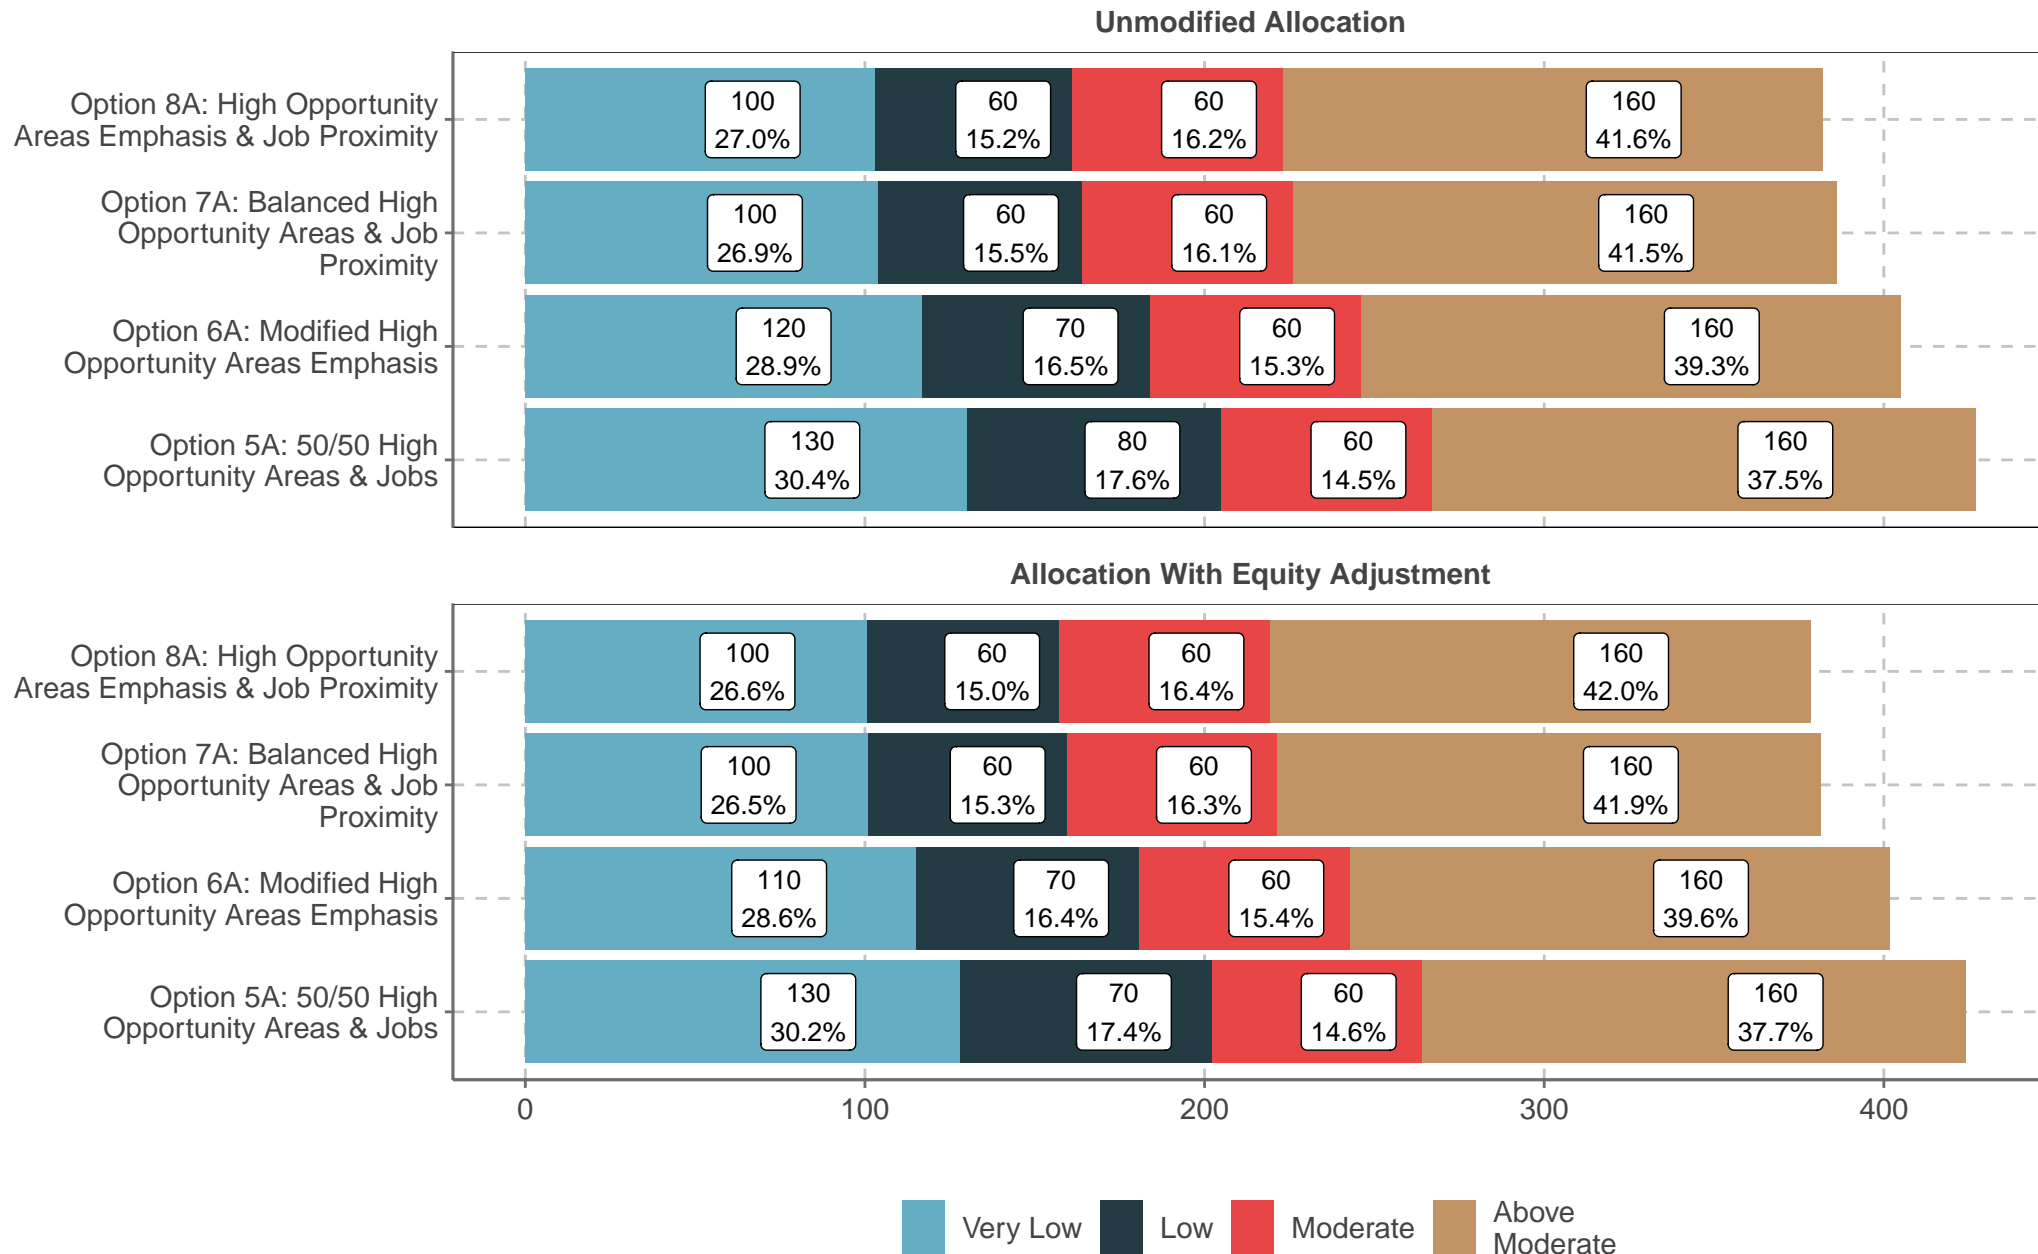 Unmodified Allocation
Option 8A: High Opportunity
Areas Emphasis & Job Proximity
100
27.0%
60
15.2%
60
16.2%
160
41.6%
Option 7A: Balanced High
Opportunity Areas & Job
Proximity
100
26.9%
60
15.5%
60
16.1%
160
41.5%
Option 6A: Modified High
Opportunity Areas Emphasis
120
28.9%
70
16.5%
60
15.3%
160
39.3%
Option 5A: 50/50 High
Opportunity Areas & Jobs
130
30.4%
80
17.6%
60
14.5%
160
37.5%
Allocation With Equity Adjustment
Option 8A: High Opportunity
Areas Emphasis & Job Proximity
100
26.6%
60
15.0%
60
16.4%
160
42.0%
Option 7A: Balanced High
Opportunity Areas & Job
Proximity
100
26.5%
60
15.3%
60
16.3%
160
41.9%
Option 6A: Modified High
Opportunity Areas Emphasis
110
28.6%
70
16.4%
60
15.4%
160
39.6%
Option 5A: 50/50 High
Opportunity Areas & Jobs
130
30.2%
70
17.4%
60
14.6%
160
37.7%
0 100 200 300 400
Very Low
Low
Moderate
Above
Moderate